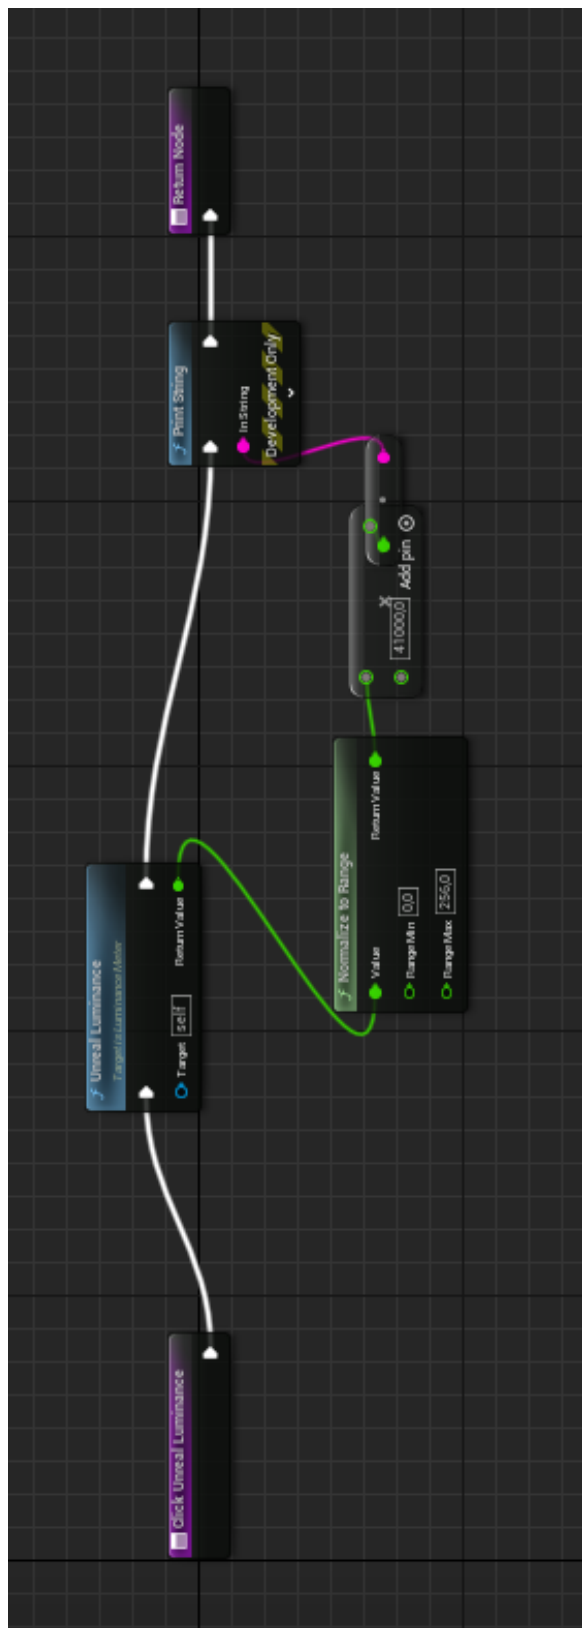 Click Unreal Luminance
Unreal Luminance
Target is Luminance Meter
Target
self
Return Value
Normalize to Range
Value
Return Value
Range Min
0,0
Range Max
256,0
41000,0
Add pin
Print String
In String
Development Only
Return Node